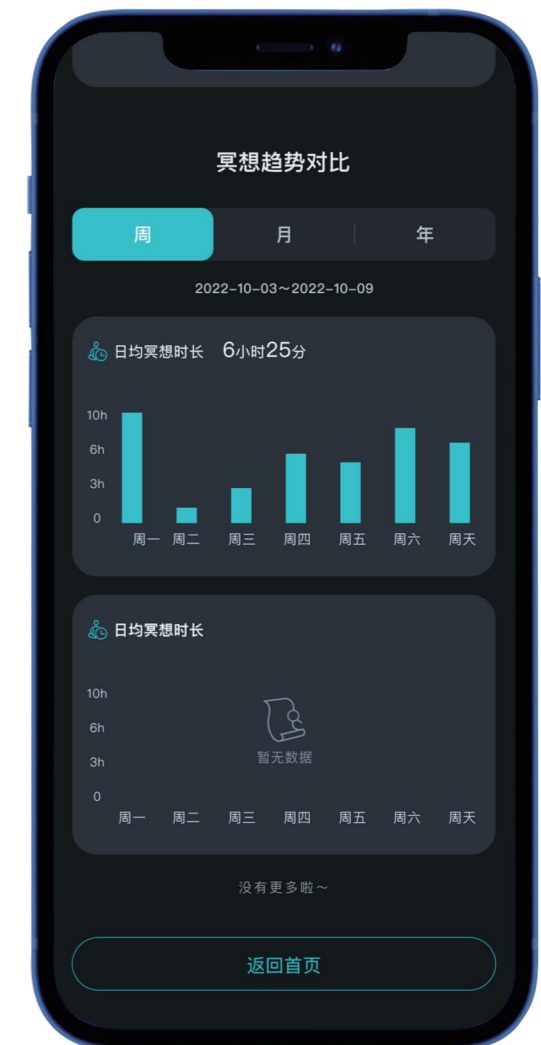 冥想趋势对比
周 月 年
2022-10-03~2022-10-09
日均冥想时长 6小时25分
10h
6h
3h
0
周一 周二 周三 周四 周五 周六 周天
日均冥想时长
10h
6h
3h
0
暂无数据
周一 周二 周三 周四 周五 周六 周天
没有更多啦~
返回首页